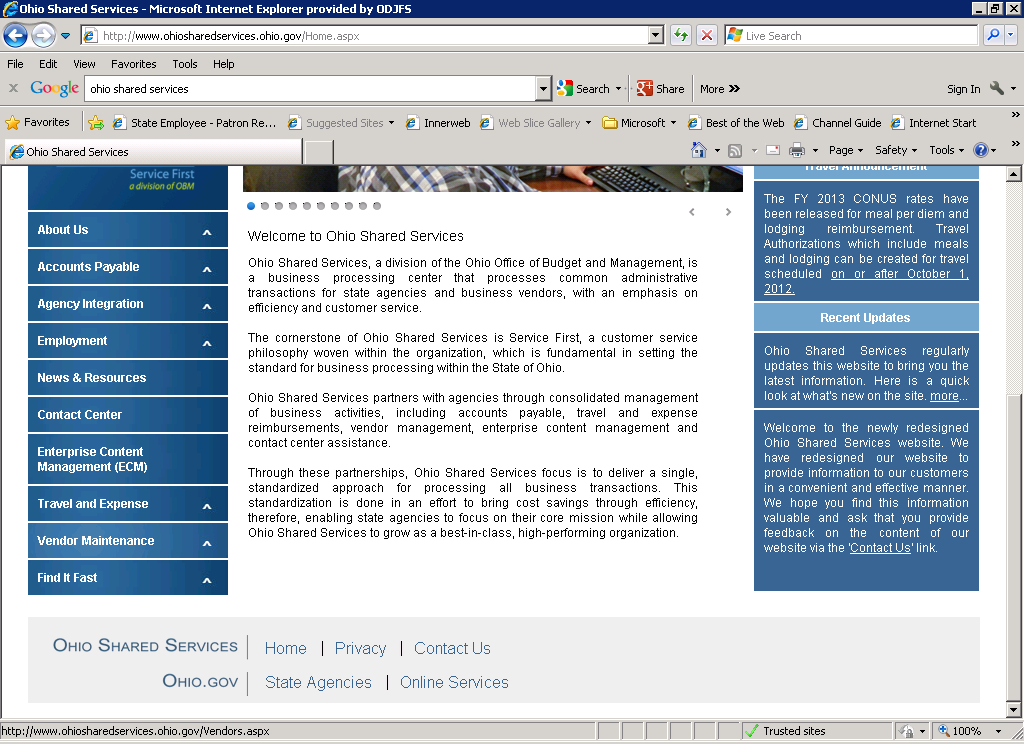 Ohio Shared Services - Microsoft Internet Explorer provided by ODJFS
http://www.ohiosharedservices.ohio.gov/Home.aspx
Live Search
File Edit View Favorites Tools Help
Google
ohio shared services
Search
Share
More »
Sign In
Favorites
State Employee - Patron Re...
Suggested Sites
Innerweb
Web Slice Gallery
Microsoft
Best of the Web
Channel Guide
Internet Start
Ohio Shared Services
Page
Safety
Tools
Service First
a division of OBM
About Us
Accounts Payable
Agency Integration
Employment
News & Resources
Contact Center
Enterprise Content
Management (ECM)
Travel and Expense
Vendor Maintenance
Find It Fast
Welcome to Ohio Shared Services
Ohio Shared Services, a division of the Ohio Office of Budget and Management, is
a business processing center that processes common administrative
transactions for state agencies and business vendors, with an emphasis on
efficiency and customer service.
The cornerstone of Ohio Shared Services is Service First, a customer service
philosophy woven within the organization, which is fundamental in setting the
standard for business processing within the State of Ohio.
Ohio Shared Services partners with agencies through consolidated management
of business activities, including accounts payable, travel and expense
reimbursements, vendor management, enterprise content management and
contact center assistance.
Through these partnerships, Ohio Shared Services focus is to deliver a single,
standardized approach for processing all business transactions. This
standardization is done in an effort to bring cost savings through efficiency,
therefore, enabling state agencies to focus on their core mission while allowing
Ohio Shared Services to grow as a best-in-class, high-performing organization.
Travel Announcement
The FY 2013 CONUS rates have
been released for meal per diem and
lodging reimbursement. Travel
Authorizations which include meals
and lodging can be created for travel
scheduled on or after October 1,
2012.
Recent Updates
Ohio Shared Services regularly
updates this website to bring you the
latest information. Here is a quick
look at what's new on the site. more...
Welcome to the newly redesigned
Ohio Shared Services website. We
have redesigned our website to
provide information to our customers
in a convenient and effective manner.
We hope you find this information
valuable and ask that you provide
feedback on the content of our
website via the 'Contact Us' link.
Ohio Shared Services | Home | Privacy | Contact Us
Ohio.gov | State Agencies | Online Services
http://www.ohiosharedservices.ohio.gov/Vendors.aspx
Trusted sites
100%